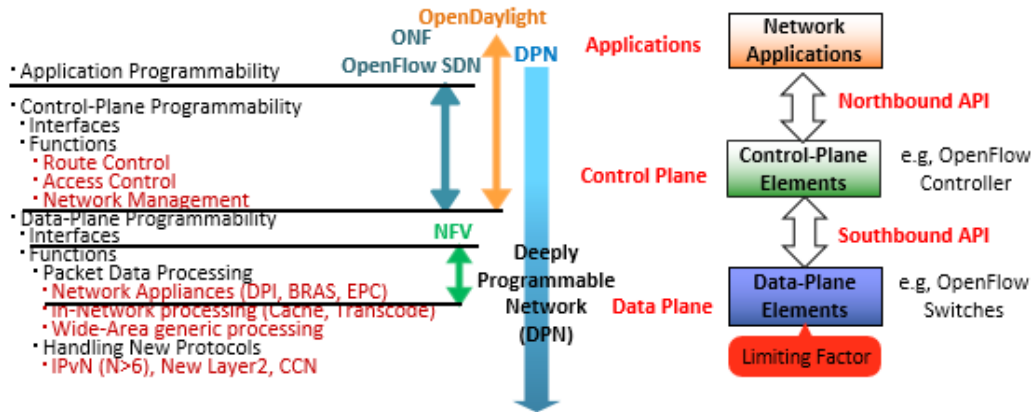 OpenDaylight
ONF
OpenFlow SDN
DPN
・Application Programmability
・Control-Plane Programmability
・Interfaces
・Functions
・Route Control
・Access Control
・Network Management
・Data-Plane Programmability
・Interfaces
・Functions
・Packet Data Processing
・Network Appliances (DPI, BRAS, EPC)
・In-Network processing (Cache, Transcode)
・Wide-Area generic processing
・Handling New Protocols
・IPvN (N>6), New Layer2, CCN
NFV
Deeply
Programmable
Network
(DPN)
Applications
Network
Applications
Northbound API
Control Plane
Control-Plane
Elements
e.g, OpenFlow
Controller
Southbound API
Data Plane
Data-Plane
Elements
e.g, OpenFlow
Switches
Limiting Factor